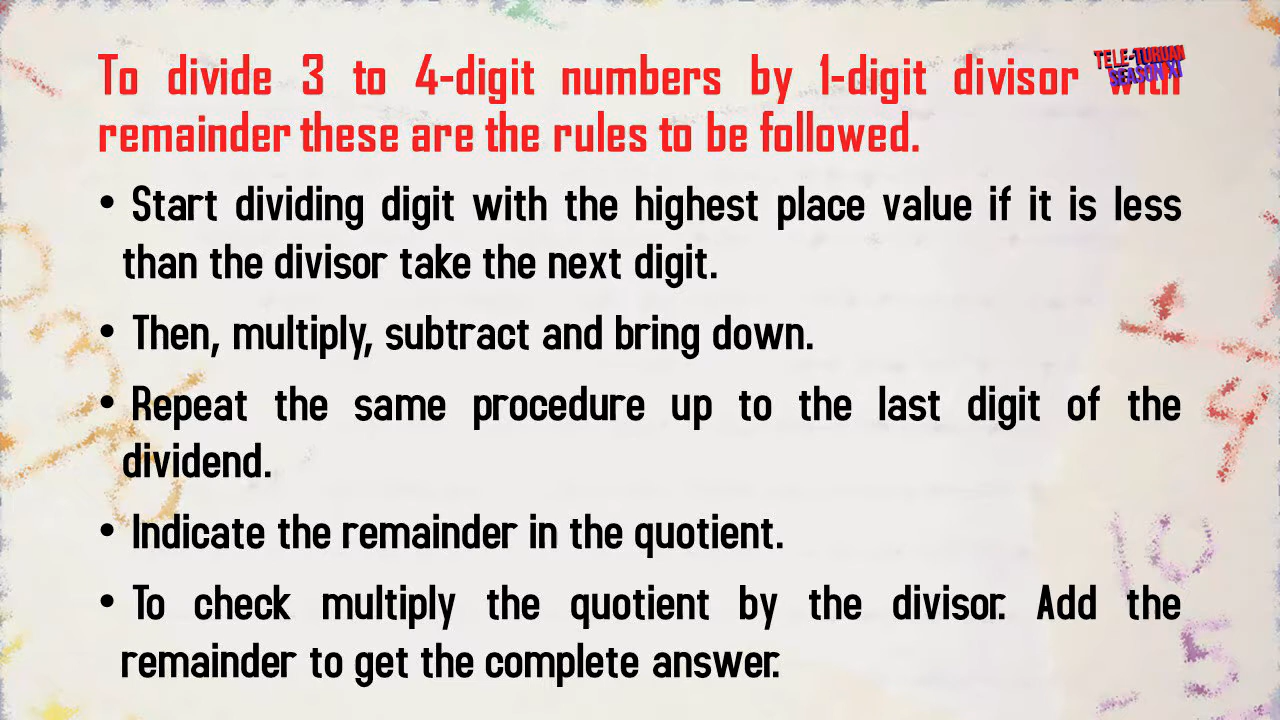 To divide 3 to 4-digit numbers by 1-digit divisor with
remainder these are the rules to be followed.
TELE-TURUAN
SEASON XI
• Start dividing digit with the highest place value if it is less
than the divisor take the next digit.
• Then, multiply, subtract and bring down.
• Repeat the same procedure up to the last digit of the
dividend.
• Indicate the remainder in the quotient.
• To check multiply the quotient by the divisor. Add the
remainder to get the complete answer.
10
5
4